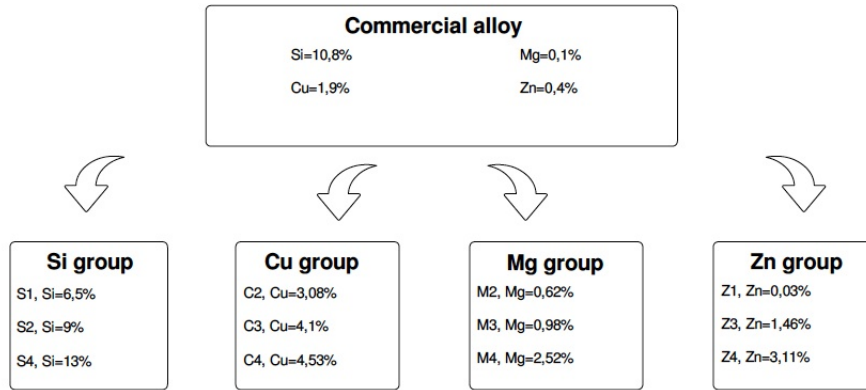 Commercial alloy
Si=10,8% Mg=0,1%
Cu=1,9% Zn=0,4%
Si group
S1, Si=6,5%
S2, Si=9%
S4, Si=13%
Cu group
C2, Cu=3,08%
C3, Cu=4,1%
C4, Cu=4,53%
Mg group
M2, Mg=0,62%
M3, Mg=0,98%
M4, Mg=2,52%
Zn group
Z1, Zn=0,03%
Z3, Zn=1,46%
Z4, Zn=3,11%